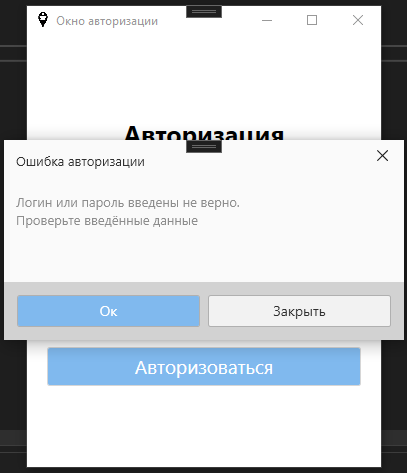 Окно авторизации
Авторизация
Ошибка авторизации
Логин или пароль введены не верно.
Проверьте введённые данные
Ок
Закрыть
Авторизоваться